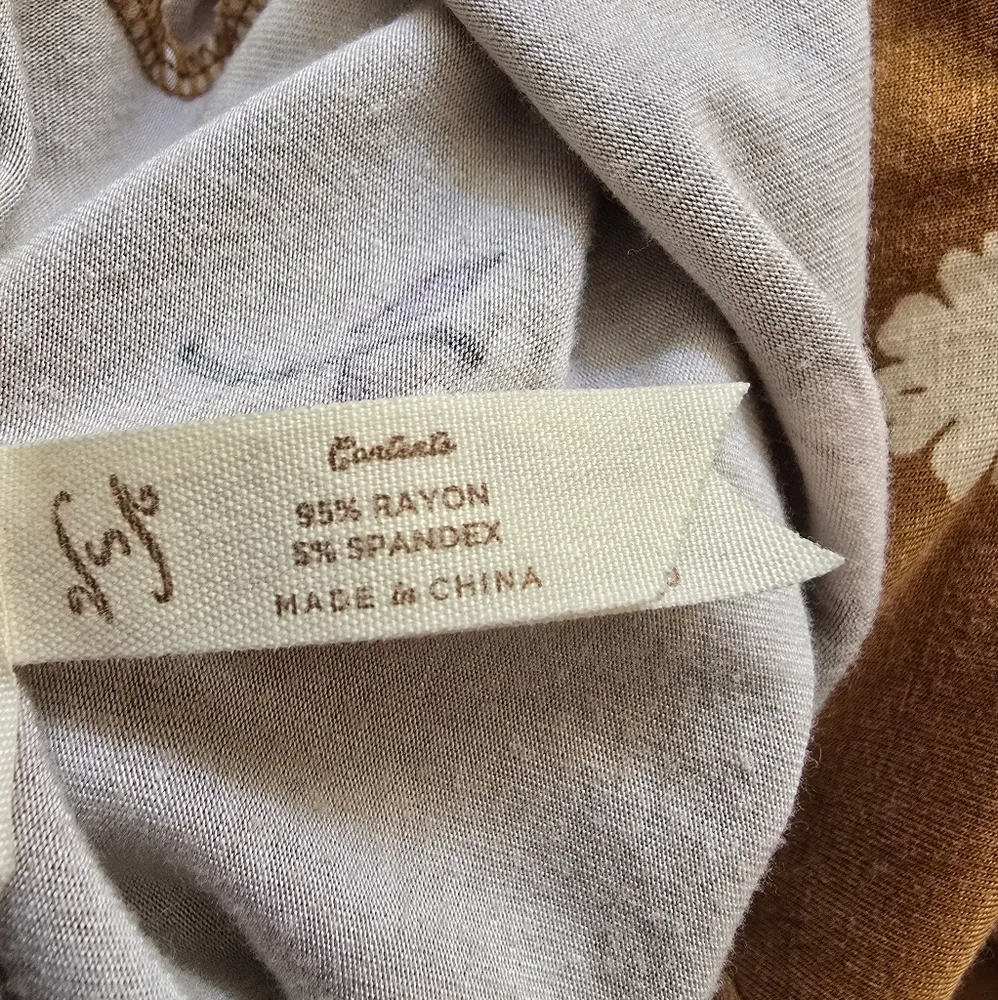 Contents
95% RAYON
5% SPANDEX
MADE in CHINA